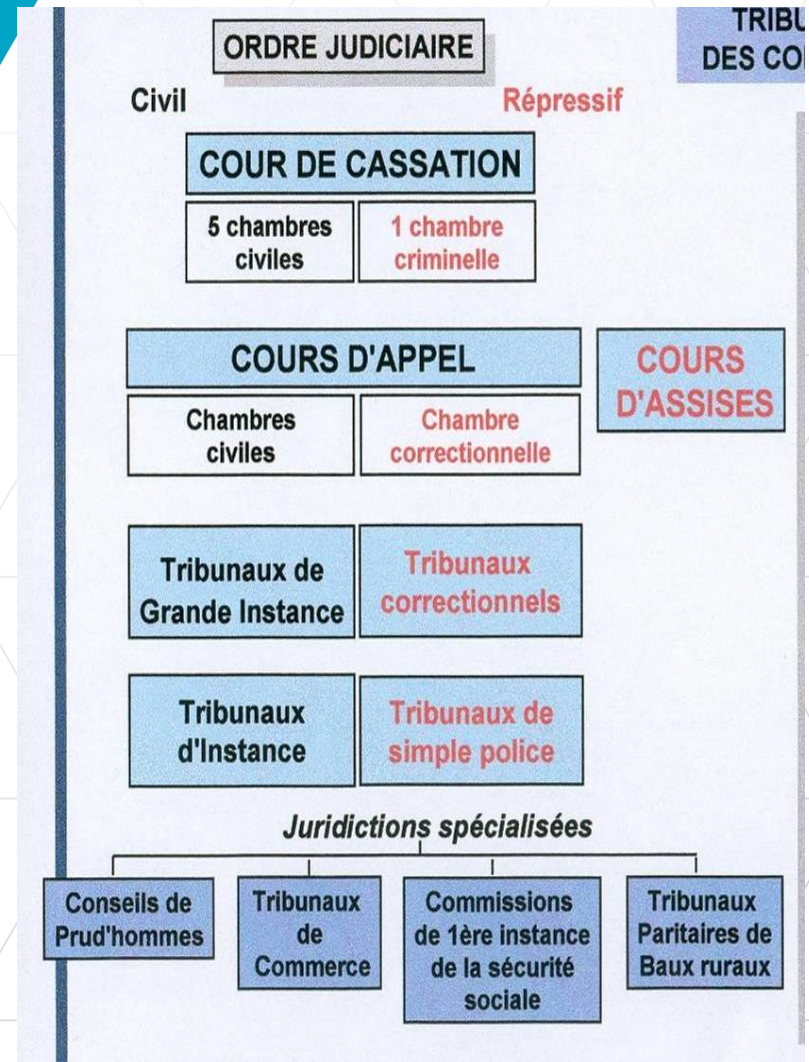 ORDRE JUDICIAIRE
DES
Civil
Répressif
COUR DE CASSATION
5 chambres
civiles
1 chambre
criminelle
COURS D'APPEL
Chambres
civiles
Chambre
correctionnelle
COURS
D'ASSISES
Tribunaux de
Grande Instance
Tribunaux
correctionnels
Tribunaux
d'Instance
Tribunaux de
simple police
Juridictions spécialisées
Conseils de
Prud'hommes
Tribunaux
de
Commerce
Commissions
de 1ère instance
de la sécurité
sociale
Tribunaux
Paritaires de
Baux ruraux